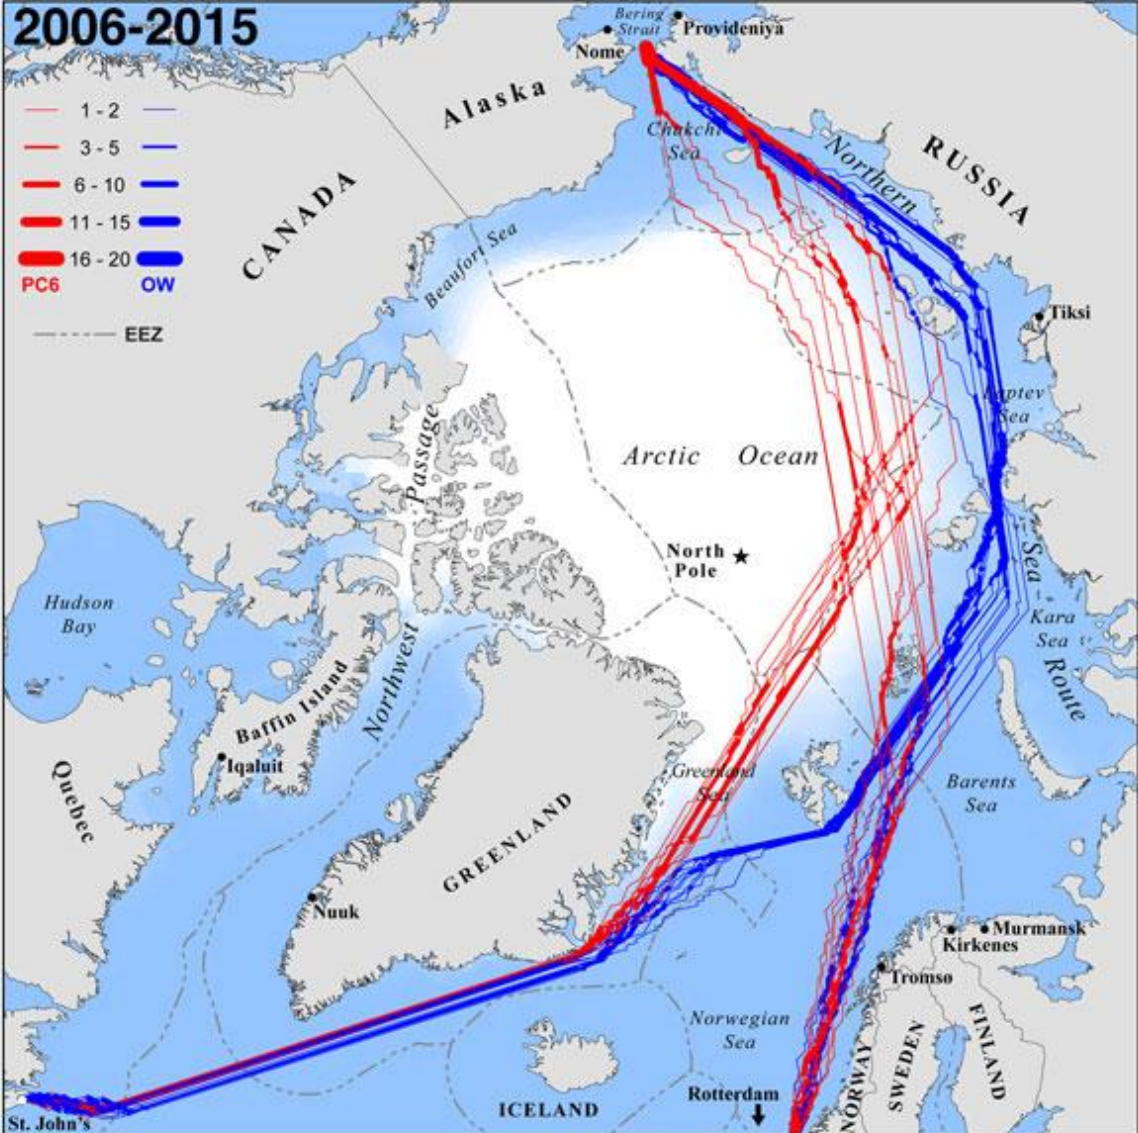 2006-2015
1 - 2
3 - 5
6 - 10
11 - 15
16 - 20
PC6
OW
EEZ
Bering
Strait
Provideniya
Nome
Alaska
Chukchi
Sea
Northern
RUSSIA
CANADA
Beaufort Sea
Tiksi
Laptev
Sea
Passage
Arctic Ocean
North
Pole
Sea
Hudson
Bay
Kara
Sea
Route
Northwest
Baffin Island
Iqaluit
Quebec
Greenland
Sea
Barents
Sea
GREENLAND
Nuuk
Murmansk
Kirkenes
Tromsø
Norwegian
Sea
FINLAND
SWEDEN
NORWAY
Rotterdam
ICELAND
St. John's